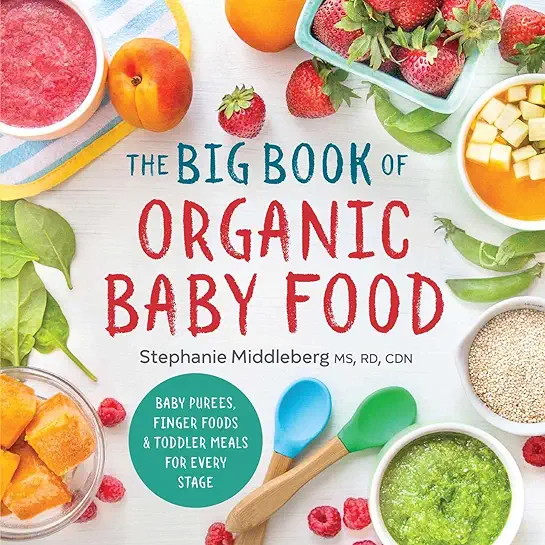 THE BIG BOOK OF
ORGANIC
BABY FOOD
Stephanie Middleberg MS, RD, CDN
BABY PUREES,
FINGER FOODS
& TODDLER MEALS
FOR EVERY
STAGE